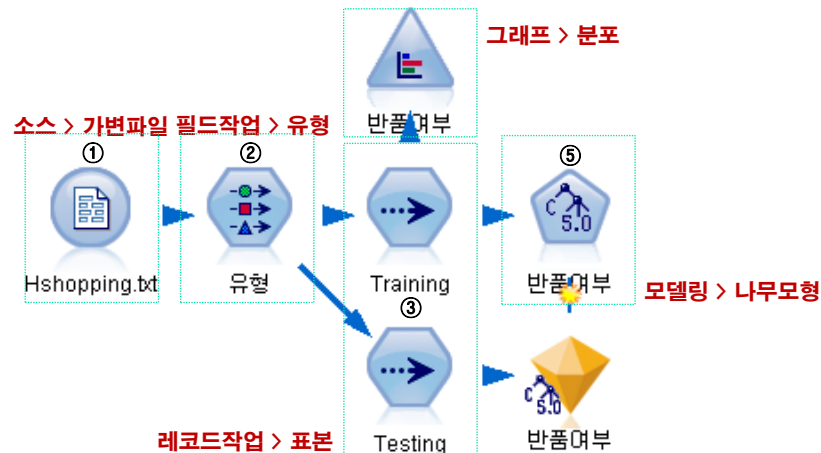 그래프 > 분포
반품여부
소스 > 가변파일 필드작업 > 유형
① ② ⑤
C 5.0
Hshopping.txt 유형 Training 반품여부
③
모델링 > 나무모형
C 5.0
레코드작업 > 표본 Testing 반품여부